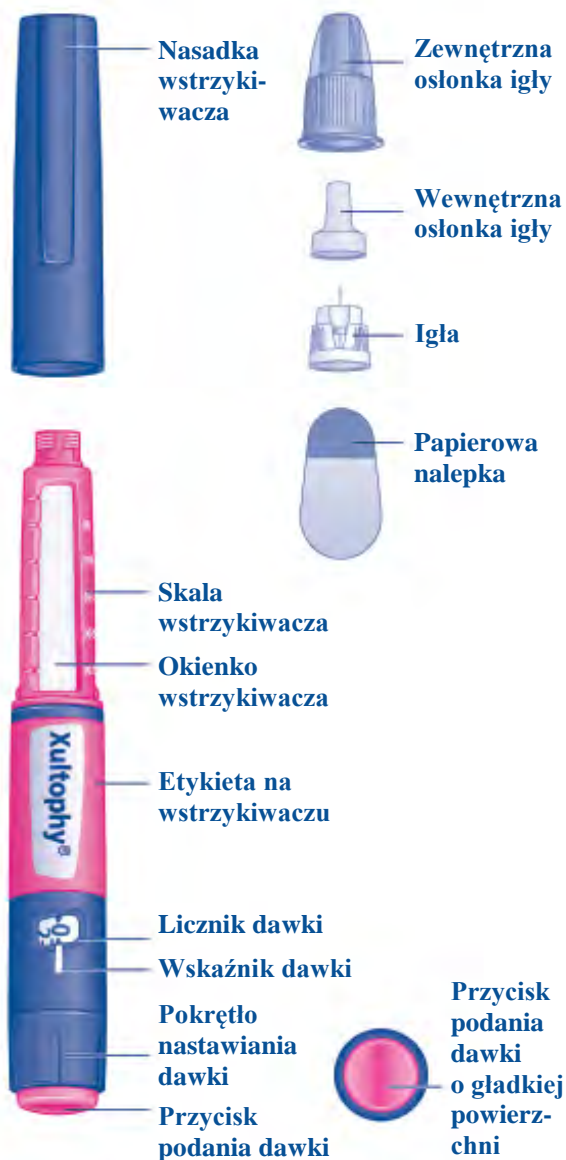 Nasadka
wstrzyki-
wacza
Zewnętrzna
osłonka igły
Wewnętrzna
osłonka igły
Igła
Papierowa
nalepka
Skala
wstrzykiwacza
Okienko
wstrzykiwacza
Xultophy®
Etykieta na
wstrzykiwaczu
Licznik dawki
Wskaźnik dawki
Pokrętło
nastawiania
dawki
Przycisk
podania dawki
Przycisk
podania
dawki
o gładkiej
powierz-
chni